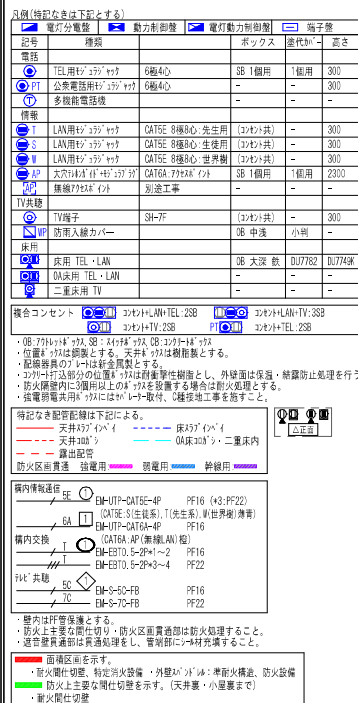 凡例(特記なきは下記とする)
電灯分電盤 動力制御盤 電灯動力制御盤 端子盤
記号 種類 ボックス 塗代カバー 高さ
電話
TEL用モジュラジャック 6極4心 SB 1個用 1個用 300
PT 公衆電話用モジュラジャック 6極4心 - - 300
T 多機能電話機 - - -
情報
T LAN用モジュラジャック CAT5E 8極8心:先生用 (コンセント共) - 300
S LAN用モジュラジャック CAT5E 8極8心:生徒用 (コンセント共) - 300
W LAN用モジュラジャック CAT5E 8極8心:世界樹 (コンセント共) - 300
AP CAT6A:アクセスポイント SB 1個用 1個用 2300
AP 無線アクセスポイント 別途工事 - - -
TV共聴
TV端子 SH-7F (コンセント共) - 300
WP 防雨入線カバー OB 中浅 小判 -
床用
床用 TEL・LAN OB 大深 鉄 DU7782 DU7749K
OA床用 TEL・LAN - - -
二重床用 TV - - -
複合コンセント コンセント+LAN+TEL:2SB コンセント+LAN+TV:3SB
コンセント+TV:2SB PT コンセント+TEL:2SB
・OB:アウトレットボックス, SB:スイッチボックス, CB:コンクリートボックス
・位置ボックスは鋼製とする。天井ボックスは樹脂製とする。
・配線器具のプレートは新金属製とする。
・コンクリート打込部分の位置ボックスは耐衝撃性樹脂とし、外壁面は保温・結露防止処理を行う
・防火隔壁内に3個用以上のボックスを設置する場合は耐火処理とする。
・強電弱電共用ボックスにはセパレーター取付、C種接地工事を施すこと。
特記なき配管配線は下記による。
天井スラブインペイ 床スラブインペイ
天井コロガシ OA床コロガシ・二重床内
露出配管
防火区画貫通 強電用 弱電用 幹線用
△正面
構内情報通信
5E EM-UTP-CAT5E-4P PF16 (*3:PF22)
(CAT5E:S(生徒系),T(先生系),W(世界樹)薄青)
6A 1 EM-UTP-CAT6A-4P PF16
構内交換 (CAT6A:AP(無線LAN)橙)
T EM-EBT0.5-2P*1~2 PF16
T EM-EBT0.5-2P*3~4 PF22
テレビ共聴
5C EM-S-5C-FB PF16
7C EM-S-7C-FB PF22
・壁内はPF管保護とする。
・防火上主要な間仕切り・防火区画貫通部は防火処理すること。
・遮音壁貫通部は貫通処理をし、管端部にシール材充填すること。
面積区画を示す。
・耐火間仕切壁、特定消火設備 ・外壁スパンドレル:準耐火構造、防火設備
防火上主要な間仕切壁を示す。(天井裏・小屋裏まで)
・耐火間仕切壁